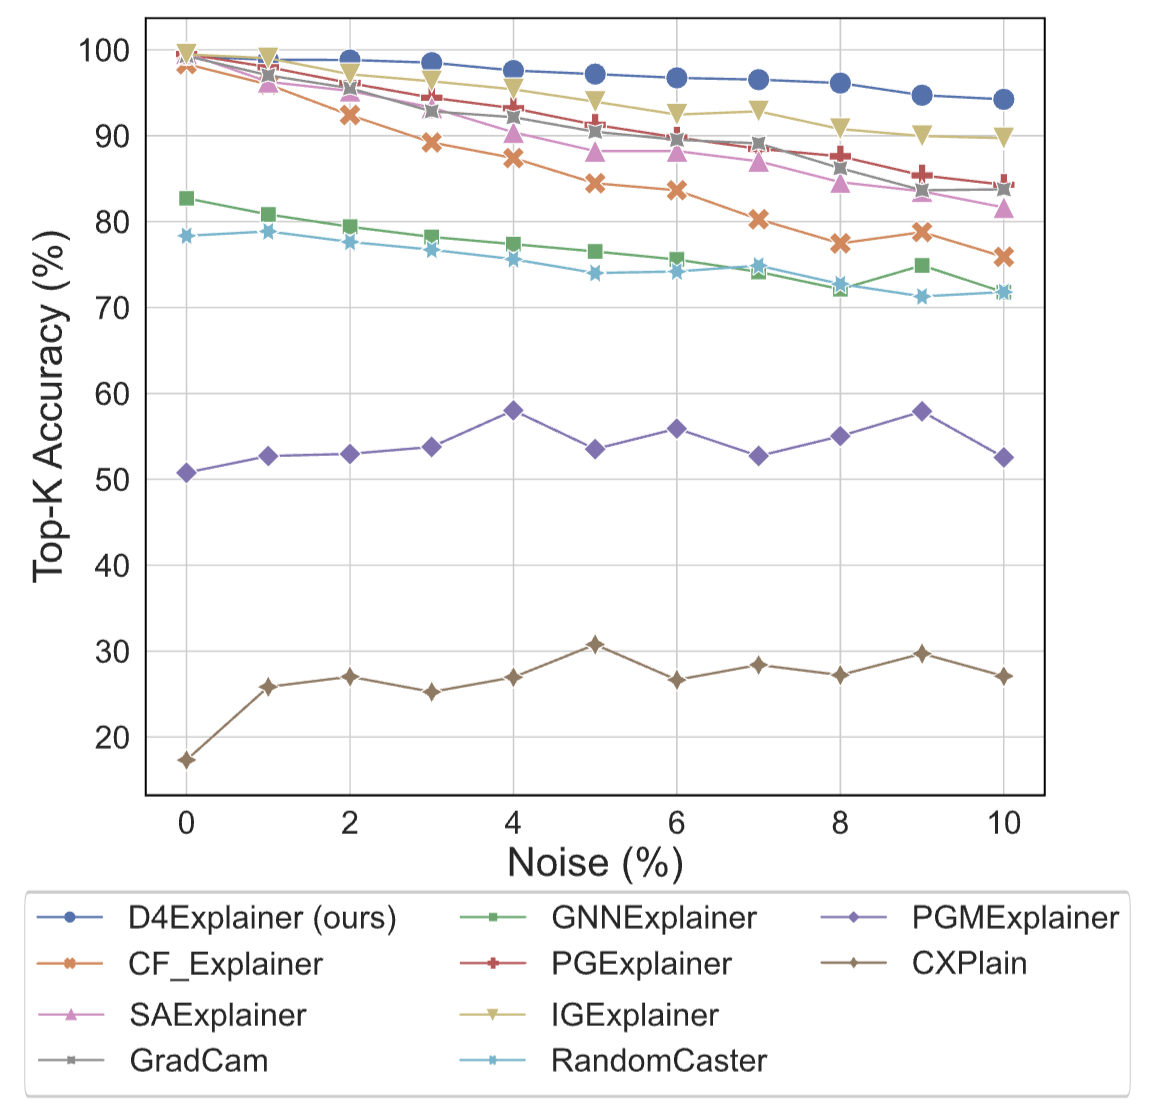 100
90
80
70
60
50
40
30
20
Top-K Accuracy (%)
0 2 4 6 8 10
Noise (%)
D4Explainer (ours) GNNExplainer PGMExplainer
CF_Explainer PGExplainer CXPlain
SAExplainer IGExplainer
GradCam RandomCaster